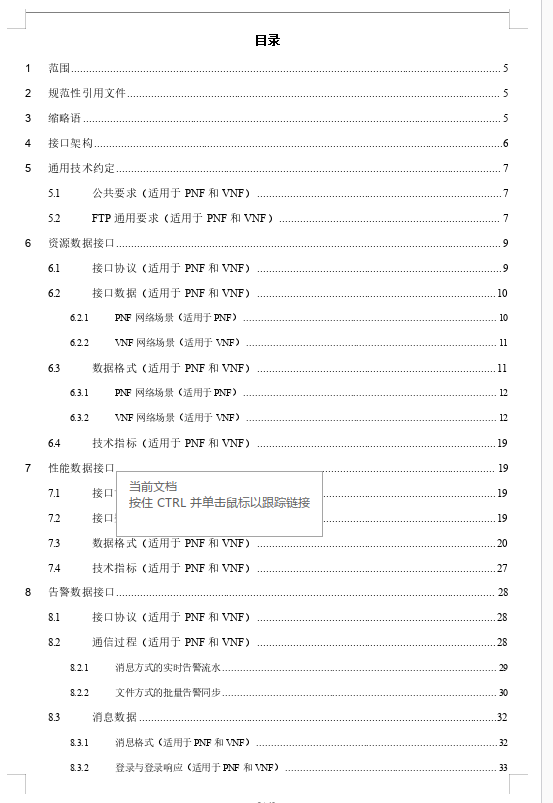 目录
1 范围 5
2 规范性引用文件 5
3 缩略语 5
4 接口架构 6
5 通用技术约定 7
5.1 公共要求（适用于 PNF 和 VNF） 7
5.2 FTP 通用要求（适用于 PNF 和 VNF） 7
6 资源数据接口 9
6.1 接口协议（适用于 PNF 和 VNF） 9
6.2 接口数据（适用于 PNF 和 VNF） 10
6.2.1 PNF 网络场景（适用于 PNF） 10
6.2.2 VNF 网络场景（适用于 VNF） 11
6.3 数据格式（适用于 PNF 和 VNF） 11
6.3.1 PNF 网络场景（适用于 PNF） 12
6.3.2 VNF 网络场景（适用于 VNF） 12
6.4 技术指标（适用于 PNF 和 VNF） 19
7 性能数据接口 19
当前文档
按住 CTRL 并单击鼠标以跟踪链接
7.1 接口 19
7.2 接口 19
7.3 数据格式（适用于 PNF 和 VNF） 20
7.4 技术指标（适用于 PNF 和 VNF） 27
8 告警数据接口 28
8.1 接口协议（适用于 PNF 和 VNF） 28
8.2 通信过程（适用于 PNF 和 VNF） 28
8.2.1 消息方式的实时告警流水 29
8.2.2 文件方式的批量告警同步 30
8.3 消息数据 32
8.3.1 消息格式（适用于 PNF 和 VNF） 32
8.3.2 登录与登录响应（适用于 PNF 和 VNF） 33